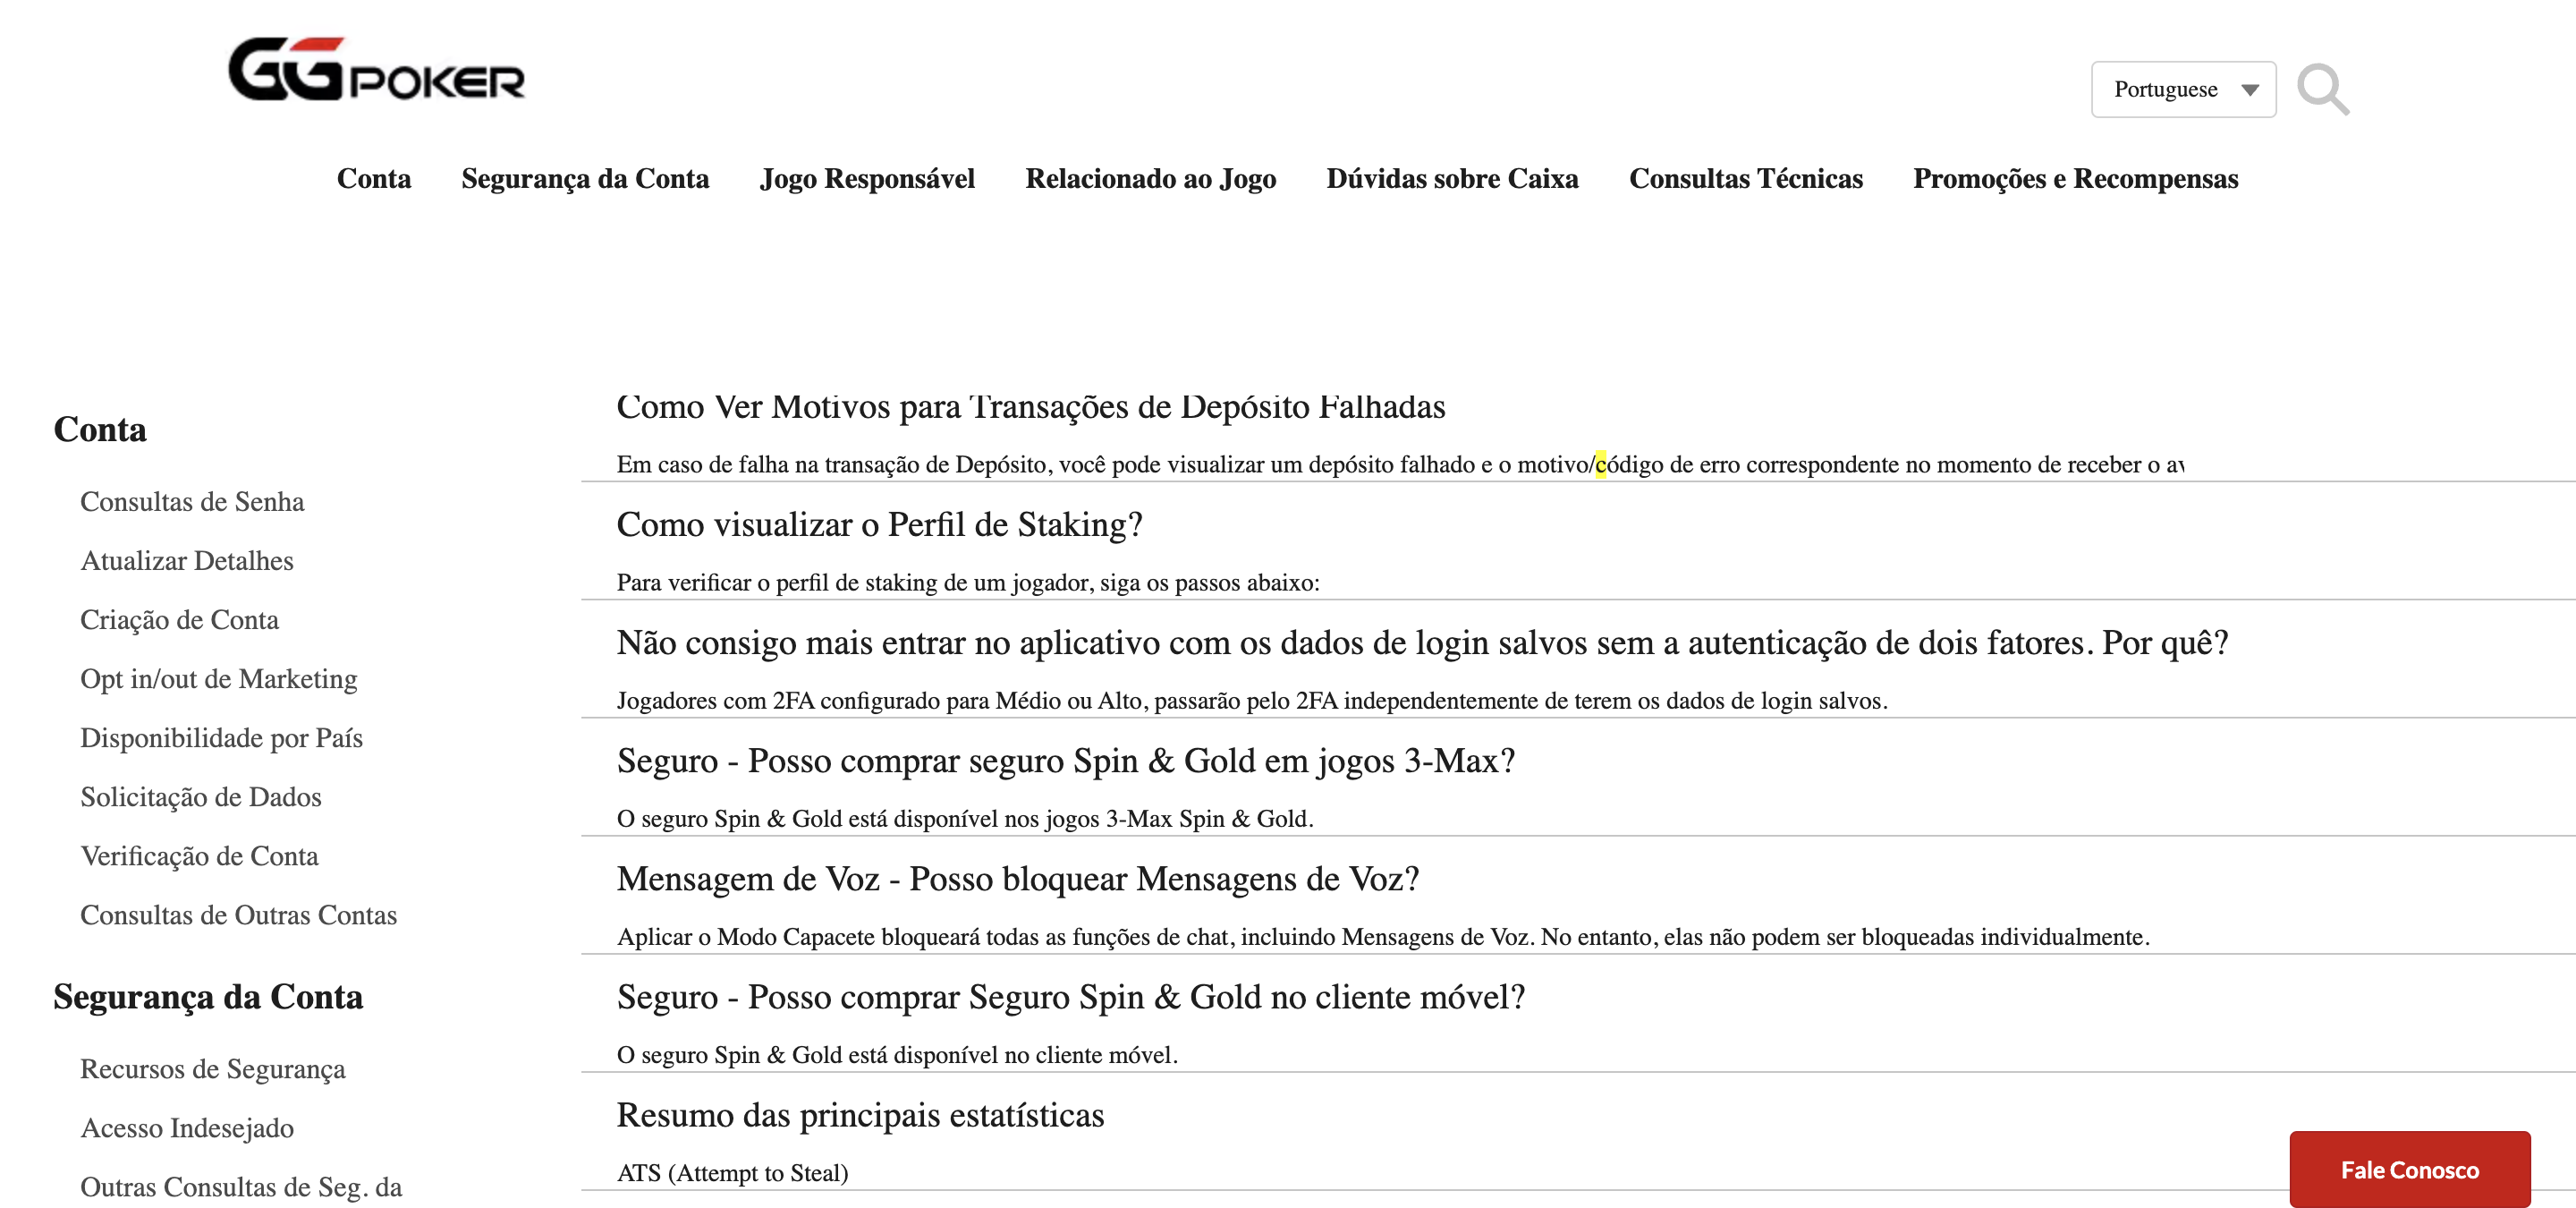 GGPOKER
Portuguese
Conta Segurança da Conta Jogo Responsável Relacionado ao Jogo Dúvidas sobre Caixa Consultas Técnicas Promoções e Recompensas
Conta
Consultas de Senha
Atualizar Detalhes
Criação de Conta
Opt in/out de Marketing
Disponibilidade por País
Solicitação de Dados
Verificação de Conta
Consultas de Outras Contas
Segurança da Conta
Recursos de Segurança
Acesso Indesejado
Outras Consultas de Seg. da
Como Ver Motivos para Transações de Depósito Falhadas
Em caso de falha na transação de Depósito, você pode visualizar um depósito falhado e o motivo/código de erro correspondente no momento de receber o
Como visualizar o Perfil de Staking?
Para verificar o perfil de staking de um jogador, siga os passos abaixo:
Não consigo mais entrar no aplicativo com os dados de login salvos sem a autenticação de dois fatores. Por quê?
Jogadores com 2FA configurado para Médio ou Alto, passarão pelo 2FA independentemente de terem os dados de login salvos.
Seguro - Posso comprar seguro Spin & Gold em jogos 3-Max?
O seguro Spin & Gold está disponível nos jogos 3-Max Spin & Gold.
Mensagem de Voz - Posso bloquear Mensagens de Voz?
Aplicar o Modo Capacete bloqueará todas as funções de chat, incluindo Mensagens de Voz. No entanto, elas não podem ser bloqueadas individualmente.
Seguro - Posso comprar Seguro Spin & Gold no cliente móvel?
O seguro Spin & Gold está disponível no cliente móvel.
Resumo das principais estatísticas
ATS (Attempt to Steal)
Fale Conosco